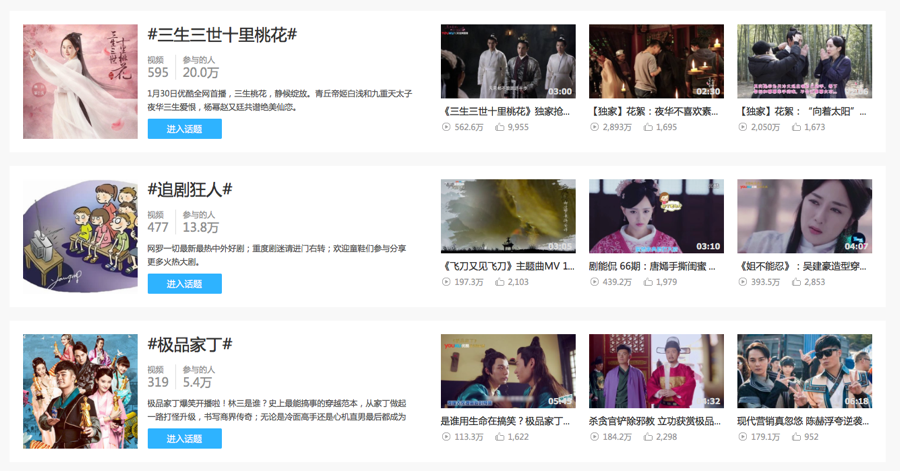 #三生三世十里桃花#
视频 参与的人
595 20.0万
1月30日优酷全网首播，三生桃花，静候绽放。青丘帝姬白浅和九重天太子
夜华三生爱恨，杨幂赵又廷共谱绝美仙恋。
进入话题
三生三世
十里桃花
03:00
《三生三世十里桃花》独家抢...
562.6万 9,955
02:30
【独家】花絮：夜华不喜欢素...
2,893万 1,695
【独家】花絮：“向着太阳” ...
2,050万 1,673
#追剧狂人#
视频 参与的人
477 13.8万
网罗一切最新最热中外好剧；重度剧迷请进门右转；欢迎童鞋们参与分享
更多火热大剧。
进入话题
03:05
《飞刀又见飞刀》主题曲MV 1...
197.3万 2,103
03:10
剧能侃 66期：唐嫣手撕闺蜜 ...
439.2万 1,979
04:07
《姐不能忍》：吴建豪造型穿...
393.5万 2,853
#极品家丁#
视频 参与的人
319 5.4万
极品家丁爆笑开播啦！林三是谁？史上最能搞事的穿越范本，从家丁做起
一路打怪升级，书写商界传奇；无论是冷面高手还是心机直男最后都成为
进入话题
05:43
是谁用生命在搞笑？极品家丁...
113.3万 1,622
4:32
杀贪官铲除邪教 立功获赏极品...
184.2万 2,298
06:18
现代营销真忽悠 陈赫浮夸逆袭...
179.1万 952